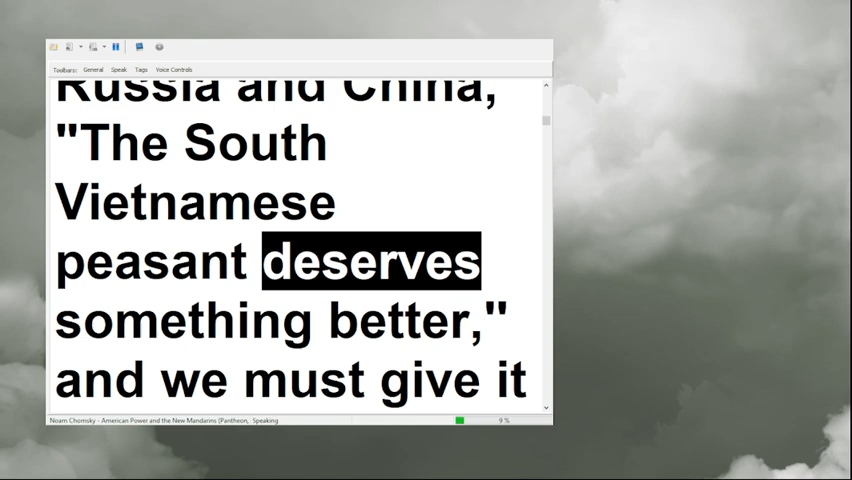 Toolbars: General Speak Tags Voice Controls
Russia and China,
"The South
Vietnamese
peasant deserves
something better,"
and we must give it
Noam Chomsky - American Power and the New Mandarins (Pantheon, Speaking 9 %